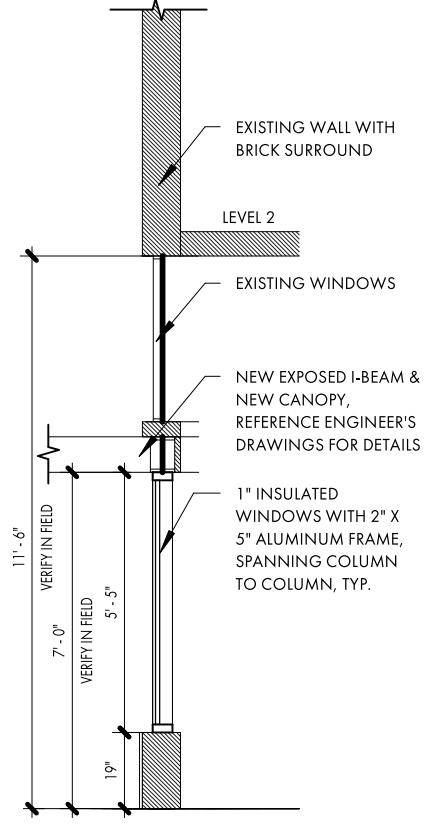 EXISTING WALL WITH
BRICK SURROUND
LEVEL 2
EXISTING WINDOWS
NEW EXPOSED I-BEAM &
NEW CANOPY,
REFERENCE ENGINEER'S
DRAWINGS FOR DETAILS
1" INSULATED
WINDOWS WITH 2" X
5" ALUMINUM FRAME,
SPANNING COLUMN
TO COLUMN, TYP.
11' - 6"
VERIFY IN FIELD
7' - 0"
VERIFY IN FIELD
5' - 5"
19"